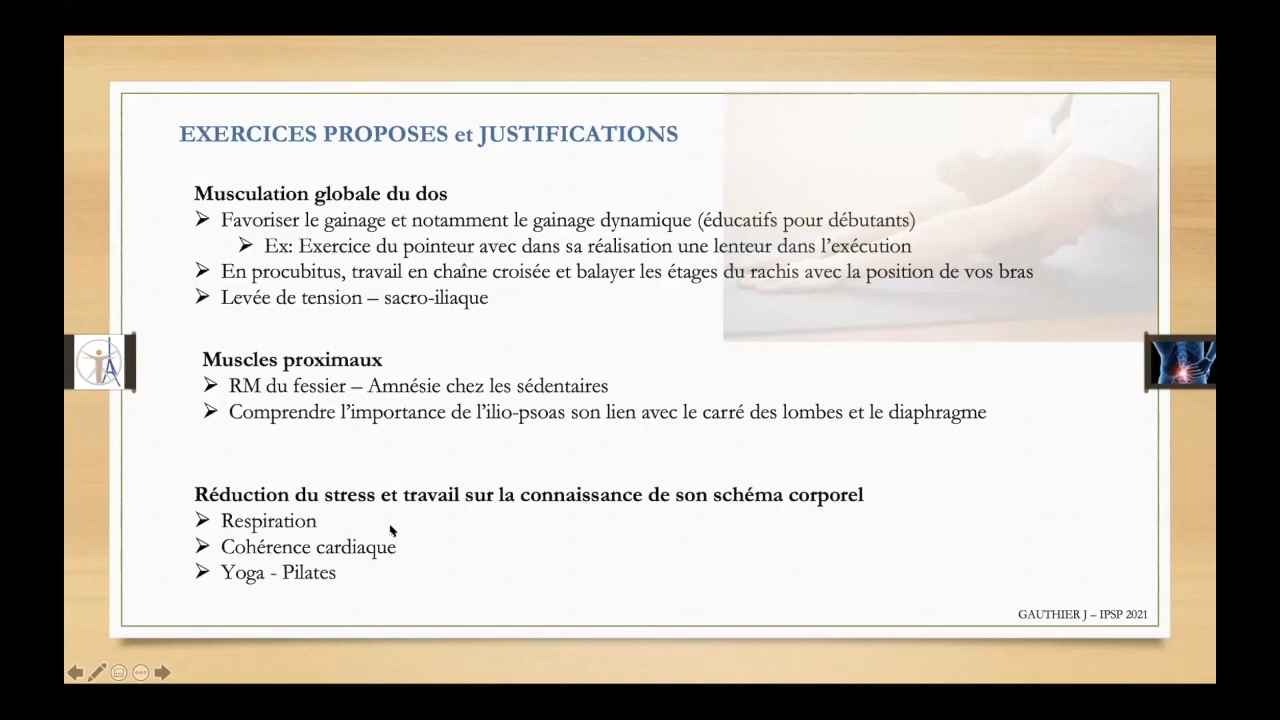 EXERCICES PROPOSES et JUSTIFICATIONS
Musculation globale du dos
➢ Favoriser le gainage et notamment le gainage dynamique (éducatifs pour débutants)
➢ Ex: Exercice du pointeur avec dans sa réalisation une lenteur dans l'exécution
➢ En procubitus, travail en chaîne croisée et balayer les étages du rachis avec la position de vos bras
➢ Levée de tension – sacro-iliaque
Muscles proximaux
➢ RM du fessier – Amnésie chez les sédentaires
➢ Comprendre l'importance de l'ilio-psoas son lien avec le carré des lombes et le diaphragme
Réduction du stress et travail sur la connaissance de son schéma corporel
➢ Respiration
➢ Cohérence cardiaque
➢ Yoga - Pilates
GAUTHIER J – IPSP 2021